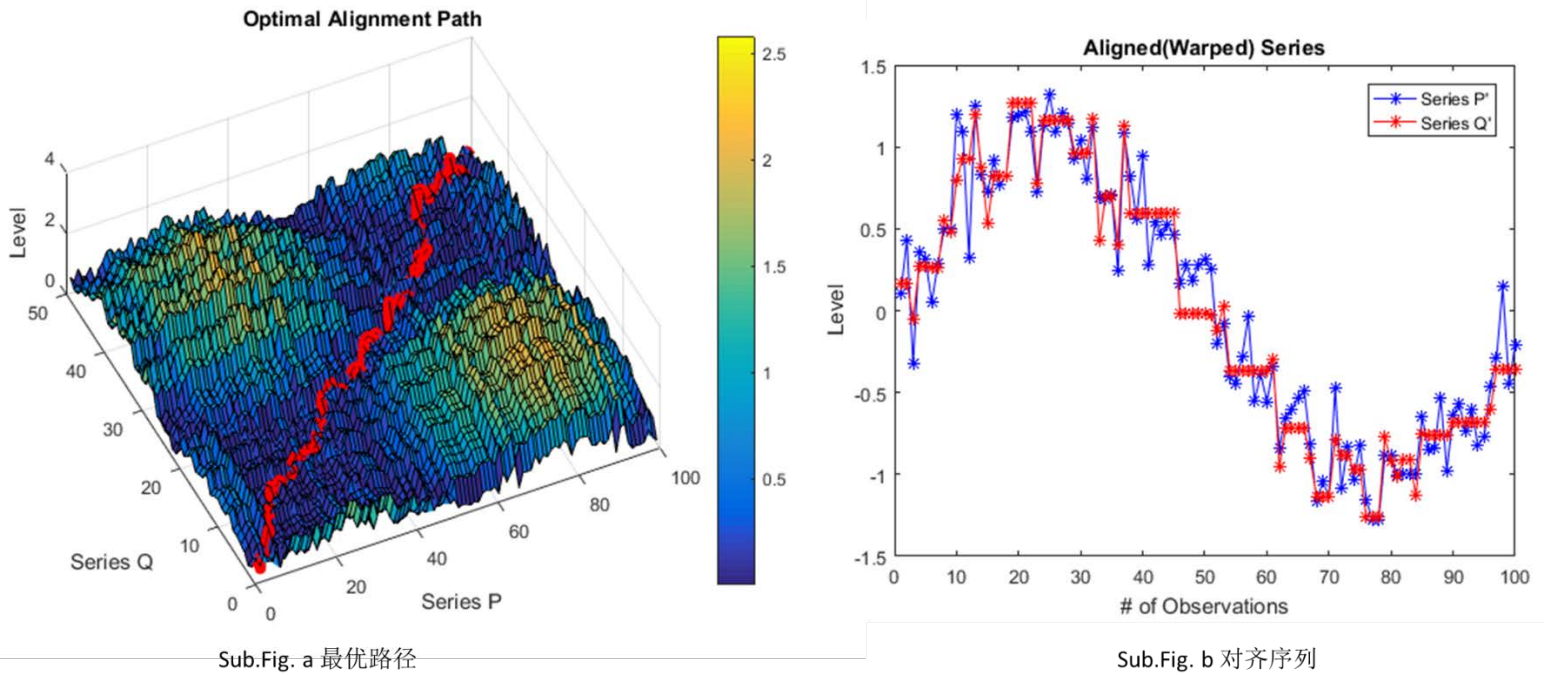 Optimal Alignment Path
Level
4
2
0
50
40
30
20
10
0
Series Q
0
20
40
60
80
100
Series P
2.5
2
1.5
1
0.5
Sub.Fig. a 最优路径
Aligned(Warped) Series
Series P'
Series Q'
Level
1.5
1
0.5
0
-0.5
-1
-1.5
0 10 20 30 40 50 60 70 80 90 100
# of Observations
Sub.Fig. b 对齐序列